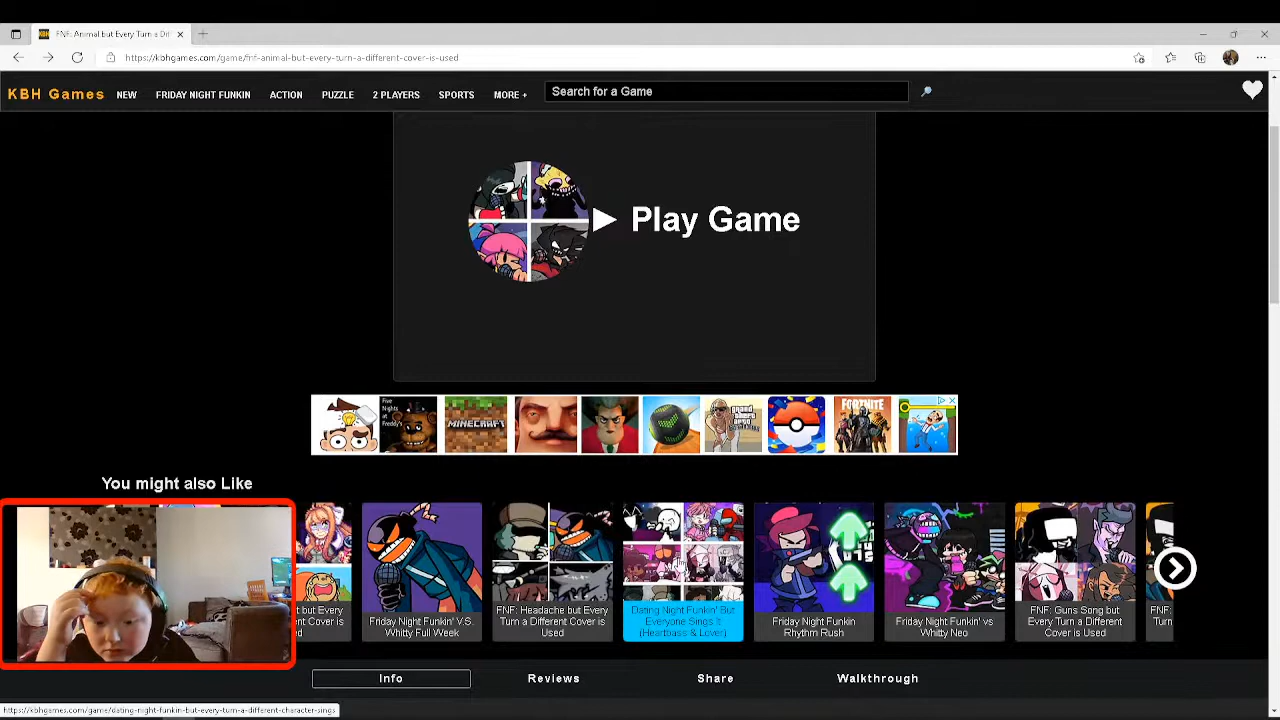 FNF: Animal but Every Turn a Dif
https://kbhgames.com/game/fnf-animal-but-every-turn-a-different-cover-is-used
KBH Games
NEW
FRIDAY NIGHT FUNKIN
ACTION
PUZZLE
2 PLAYERS
SPORTS
MORE +
Search for a Game
Play Game
Five
Nights
at
Freddy's
MINECRAFT
FORTNITE
You might also Like
t but Every
Cover is
d
Friday Night Funkin' / S.
Whitty Full Week
FNF: Headache but Every
Turn a Different Cover is
Used
Dating Night Funkin' But
Everyone Sings It
(Heartbass & Lover)
Friday Night Funkin
Rhythm Rush
Friday Night Funkin' vs
Whitty Neo
FNF: Guns Song but
Every Turn a Different
Cover is Used
FNF:
Turn
Info
Reviews
Share
Walkthrough
https://kbhgames.com/game/dating-night-funkin-but-every-turn-a-different-character-sings